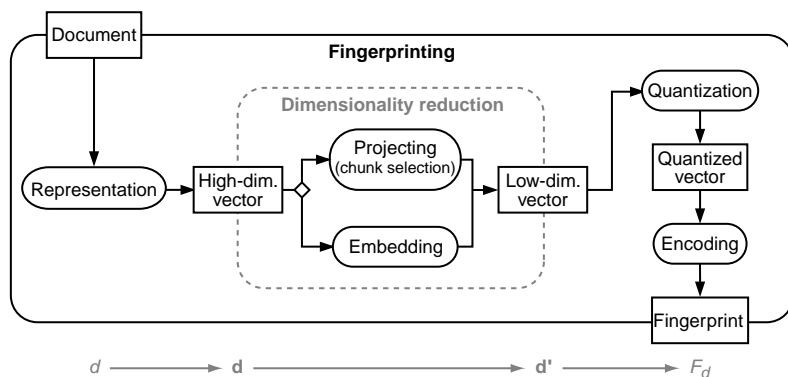 Document
Fingerprinting
Dimensionality reduction
Quantization
Projecting
(chunk selection)
Representation
High-dim.
vector
Low-dim.
vector
Quantized
vector
Embedding
Encoding
Fingerprint
d d d' F_d